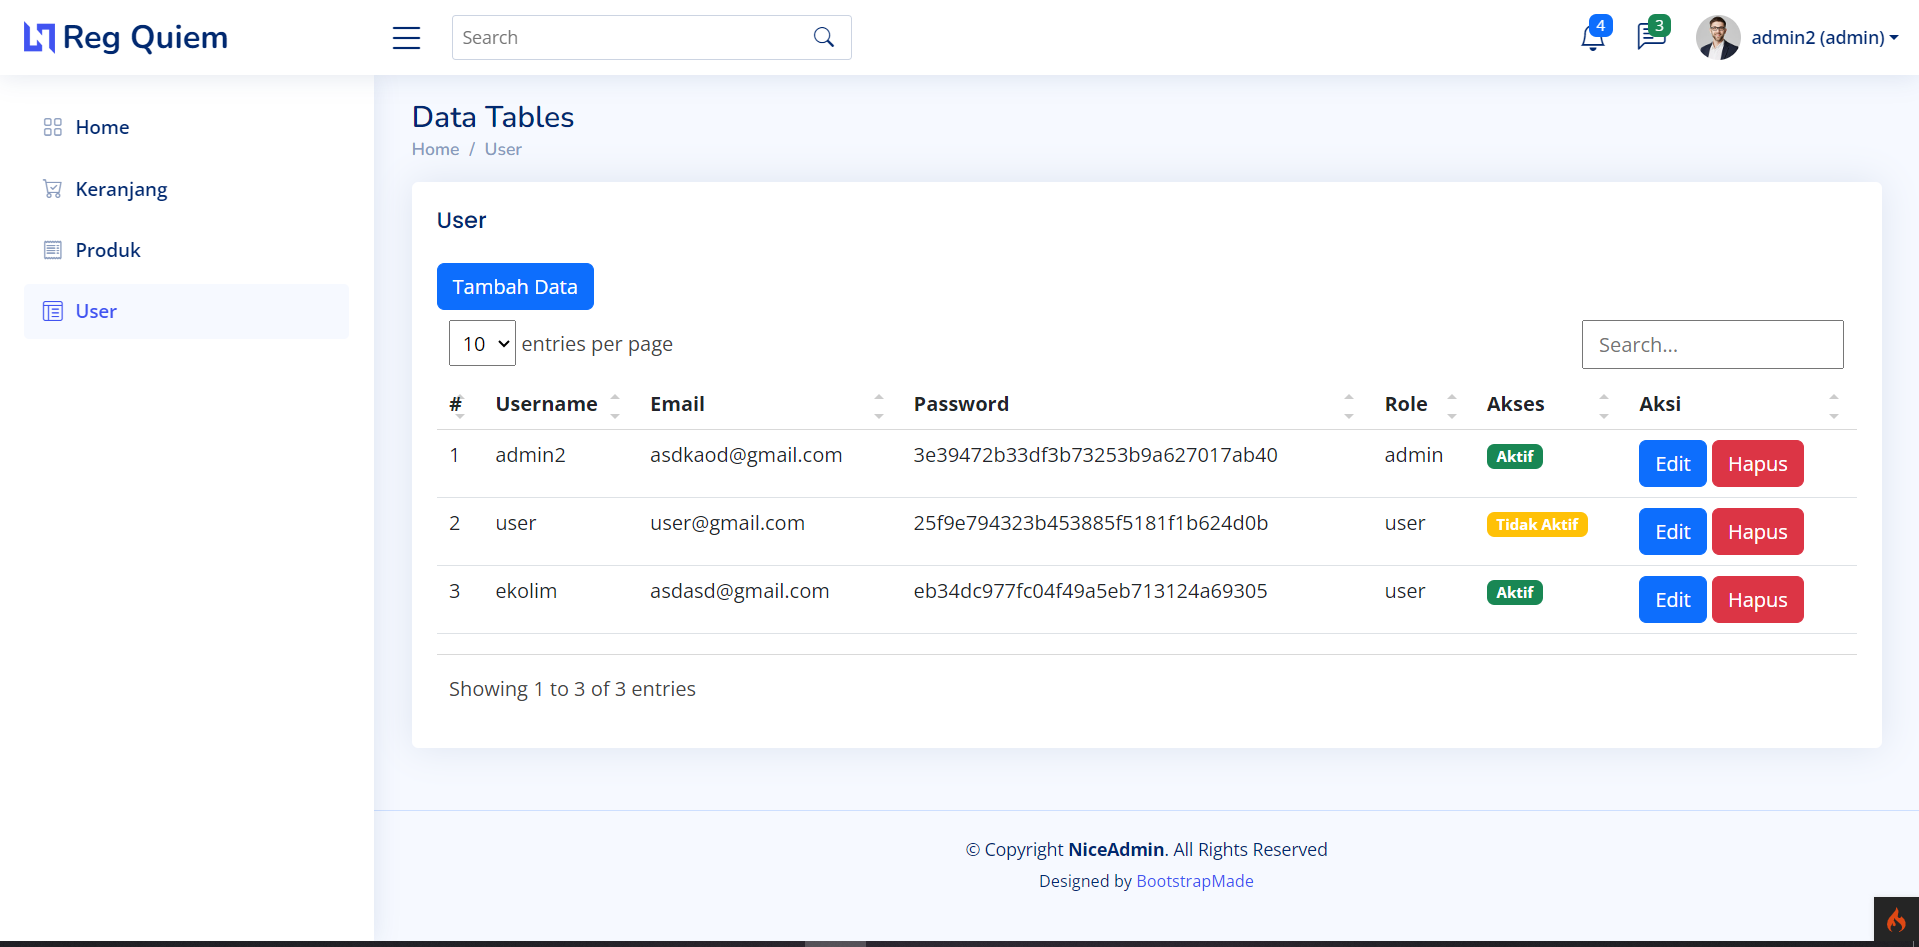 Reg Quiem
Search
4
3
admin2 (admin)
Home
Keranjang
Produk
User
Data Tables
Home / User
User
Tambah Data
10 entries per page
Search...
# Username Email Password Role Akses Aksi
1 admin2 asdkaod@gmail.com 3e39472b33df3b73253b9a627017ab40 admin Aktif Edit Hapus
2 user user@gmail.com 25f9e794323b453885f5181f1b624d0b user Tidak Aktif Edit Hapus
3 ekolim asdasd@gmail.com eb34dc977fc04f49a5eb713124a69305 user Aktif Edit Hapus
Showing 1 to 3 of 3 entries
© Copyright NiceAdmin. All Rights Reserved
Designed by BootstrapMade